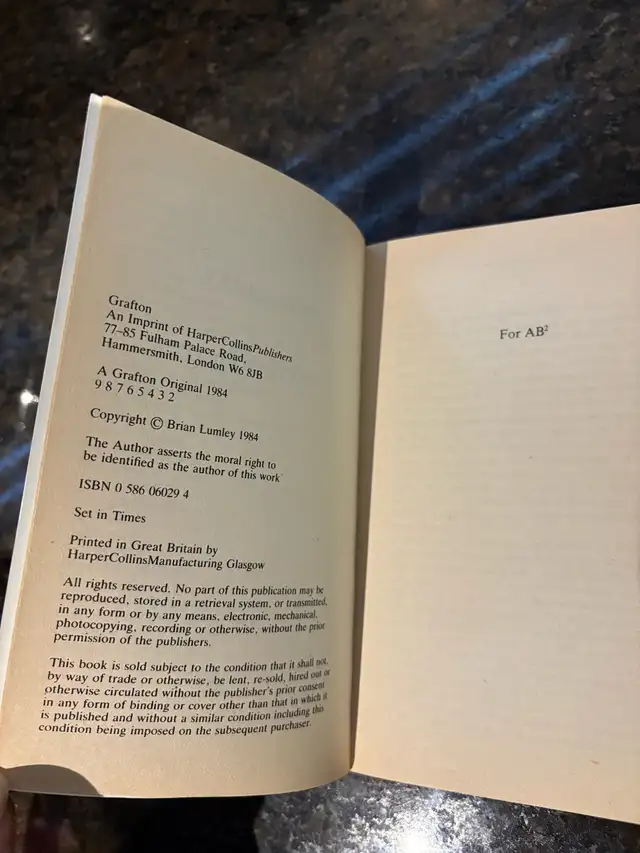 Grafton
An Imprint of HarperCollinsPublishers
77–85 Fulham Palace Road,
Hammersmith, London W6 8JB
A Grafton Original 1984
9 8 7 6 5 4 3 2
Copyright © Brian Lumley 1984
The Author asserts the moral right to
be identified as the author of this work
ISBN 0 586 06029 4
Set in Times
Printed in Great Britain by
HarperCollinsManufacturing Glasgow
All rights reserved. No part of this publication may be
reproduced, stored in a retrieval system, or transmitted,
in any form or by any means, electronic, mechanical,
photocopying, recording or otherwise, without the prior
permission of the publishers.
This book is sold subject to the condition that it shall not,
by way of trade or otherwise, be lent, re-sold, hired out or
otherwise circulated without the publisher's prior consent
in any form of binding or cover other than that in which it
is published and without a similar condition including this
condition being imposed on the subsequent purchaser.
For AB²